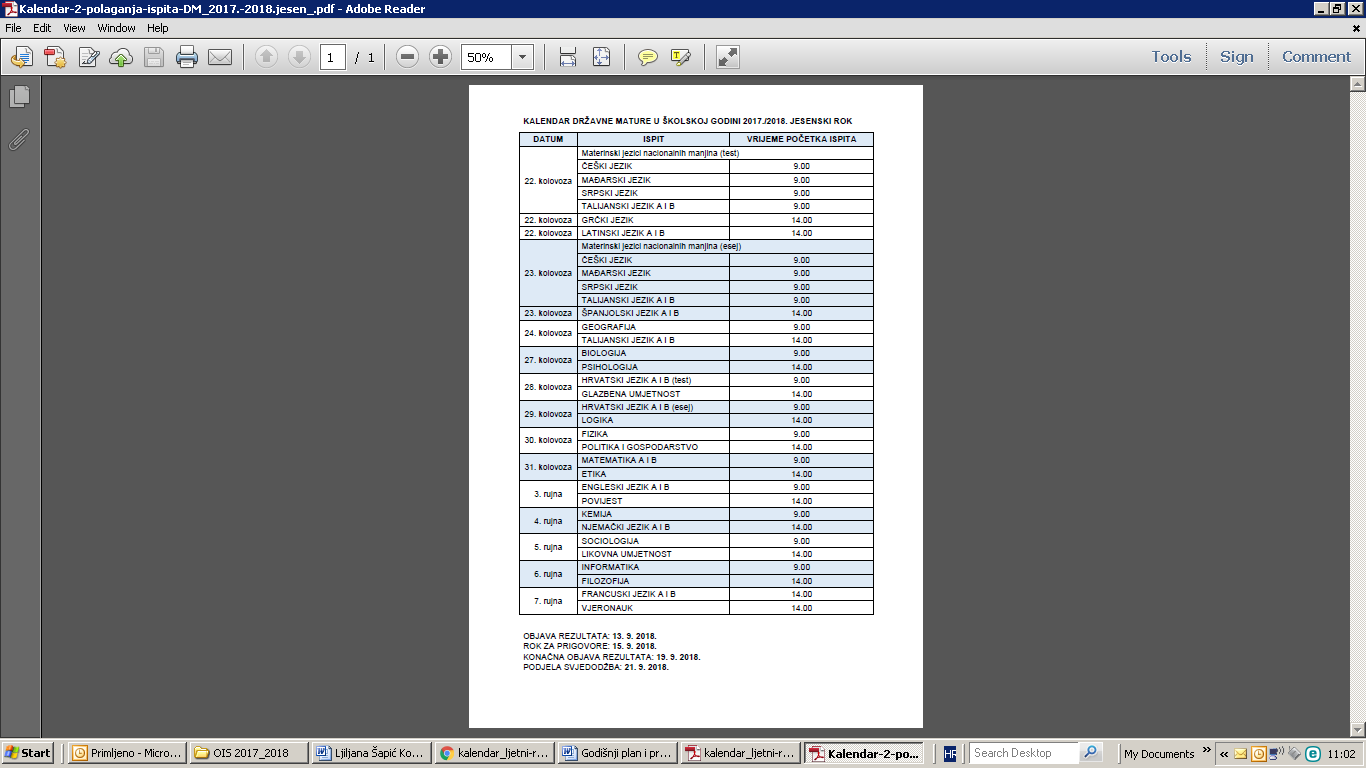 Kalendar-2-polaganja-ispita-DM_2017.-2018.jesen_.pdf - Adobe Reader
File Edit View Window Help
1 / 1 50% Tools Sign Comment
KALENDAR DRŽAVNE MATURE U ŠKOLSKOJ GODINI 2017./2018. JESENSKI ROK
DATUM ISPIT VRIJEME POČETKA ISPITA
22. kolovoza Materinski jezici nacionalnih manjina (test)
ČEŠKI JEZIK 9.00
MAĐARSKI JEZIK 9.00
SRPSKI JEZIK 9.00
TALIJANSKI JEZIK A I B 9.00
22. kolovoza GRČKI JEZIK 14.00
22. kolovoza LATINSKI JEZIK A I B 14.00
23. kolovoza Materinski jezici nacionalnih manjina (esej)
ČEŠKI JEZIK 9.00
MAĐARSKI JEZIK 9.00
SRPSKI JEZIK 9.00
TALIJANSKI JEZIK A I B 9.00
23. kolovoza ŠPANJOLSKI JEZIK A I B 14.00
24. kolovoza GEOGRAFIJA 9.00
TALIJANSKI JEZIK A I B 14.00
27. kolovoza BIOLOGIJA 9.00
PSIHOLOGIJA 14.00
28. kolovoza HRVATSKI JEZIK A I B (test) 9.00
GLAZBENA UMJETNOST 14.00
29. kolovoza HRVATSKI JEZIK A I B (esej) 9.00
LOGIKA 14.00
30. kolovoza FIZIKA 9.00
POLITIKA I GOSPODARSTVO 14.00
31. kolovoza MATEMATIKA A I B 9.00
ETIKA 14.00
3. rujna ENGLESKI JEZIK A I B 9.00
POVIJEST 14.00
4. rujna KEMIJA 9.00
NJEMAČKI JEZIK A I B 14.00
5. rujna SOCIOLOGIJA 9.00
LIKOVNA UMJETNOST 14.00
6. rujna INFORMATIKA 9.00
FILOZOFIJA 14.00
7. rujna FRANCUSKI JEZIK A I B 14.00
VJERONAUK 14.00
OBJAVA REZULTATA: 13. 9. 2018.
ROK ZA PRIGOVORE: 15. 9. 2018.
KONAČNA OBJAVA REZULTATA: 19. 9. 2018.
PODJELA SVJEDODŽBA: 21. 9. 2018.
Start Primljeno - Micro... OIS 2017_2018 Ljiljana Šapić Ko... kalendar_ljetni-r... Godišnji plan i pr... kalendar_ljetni-r... Kalendar-2-po... HR Search Desktop My Documents » « 11:02